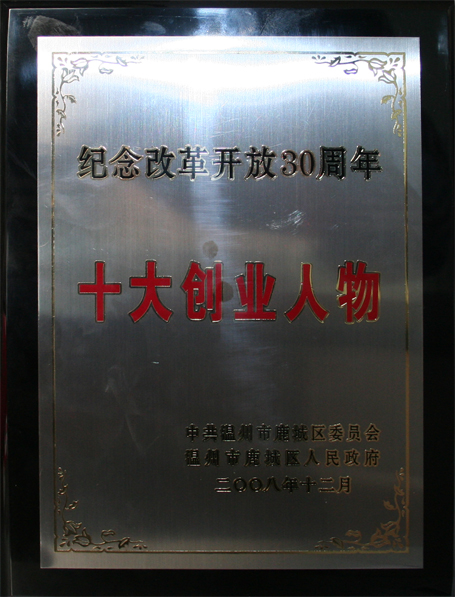 纪念改革开放30周年
十大创业人物
中共温州市鹿城区委员会
温州市鹿城区人民政府
二〇〇八年十二月